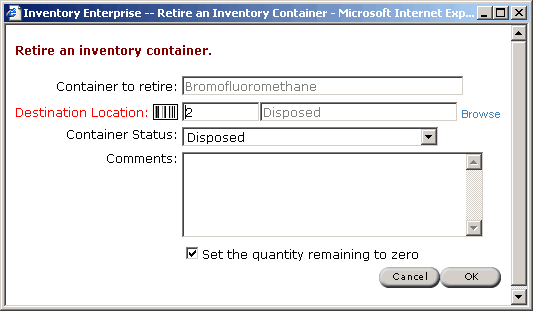 Inventory Enterprise -- Retire an Inventory Container - Microsoft Internet Exp...
Retire an inventory container.
Container to retire: Bromofluoromethane
Destination Location: 2 Disposed Browse
Container Status: Disposed
Comments:
Set the quantity remaining to zero
Cancel OK